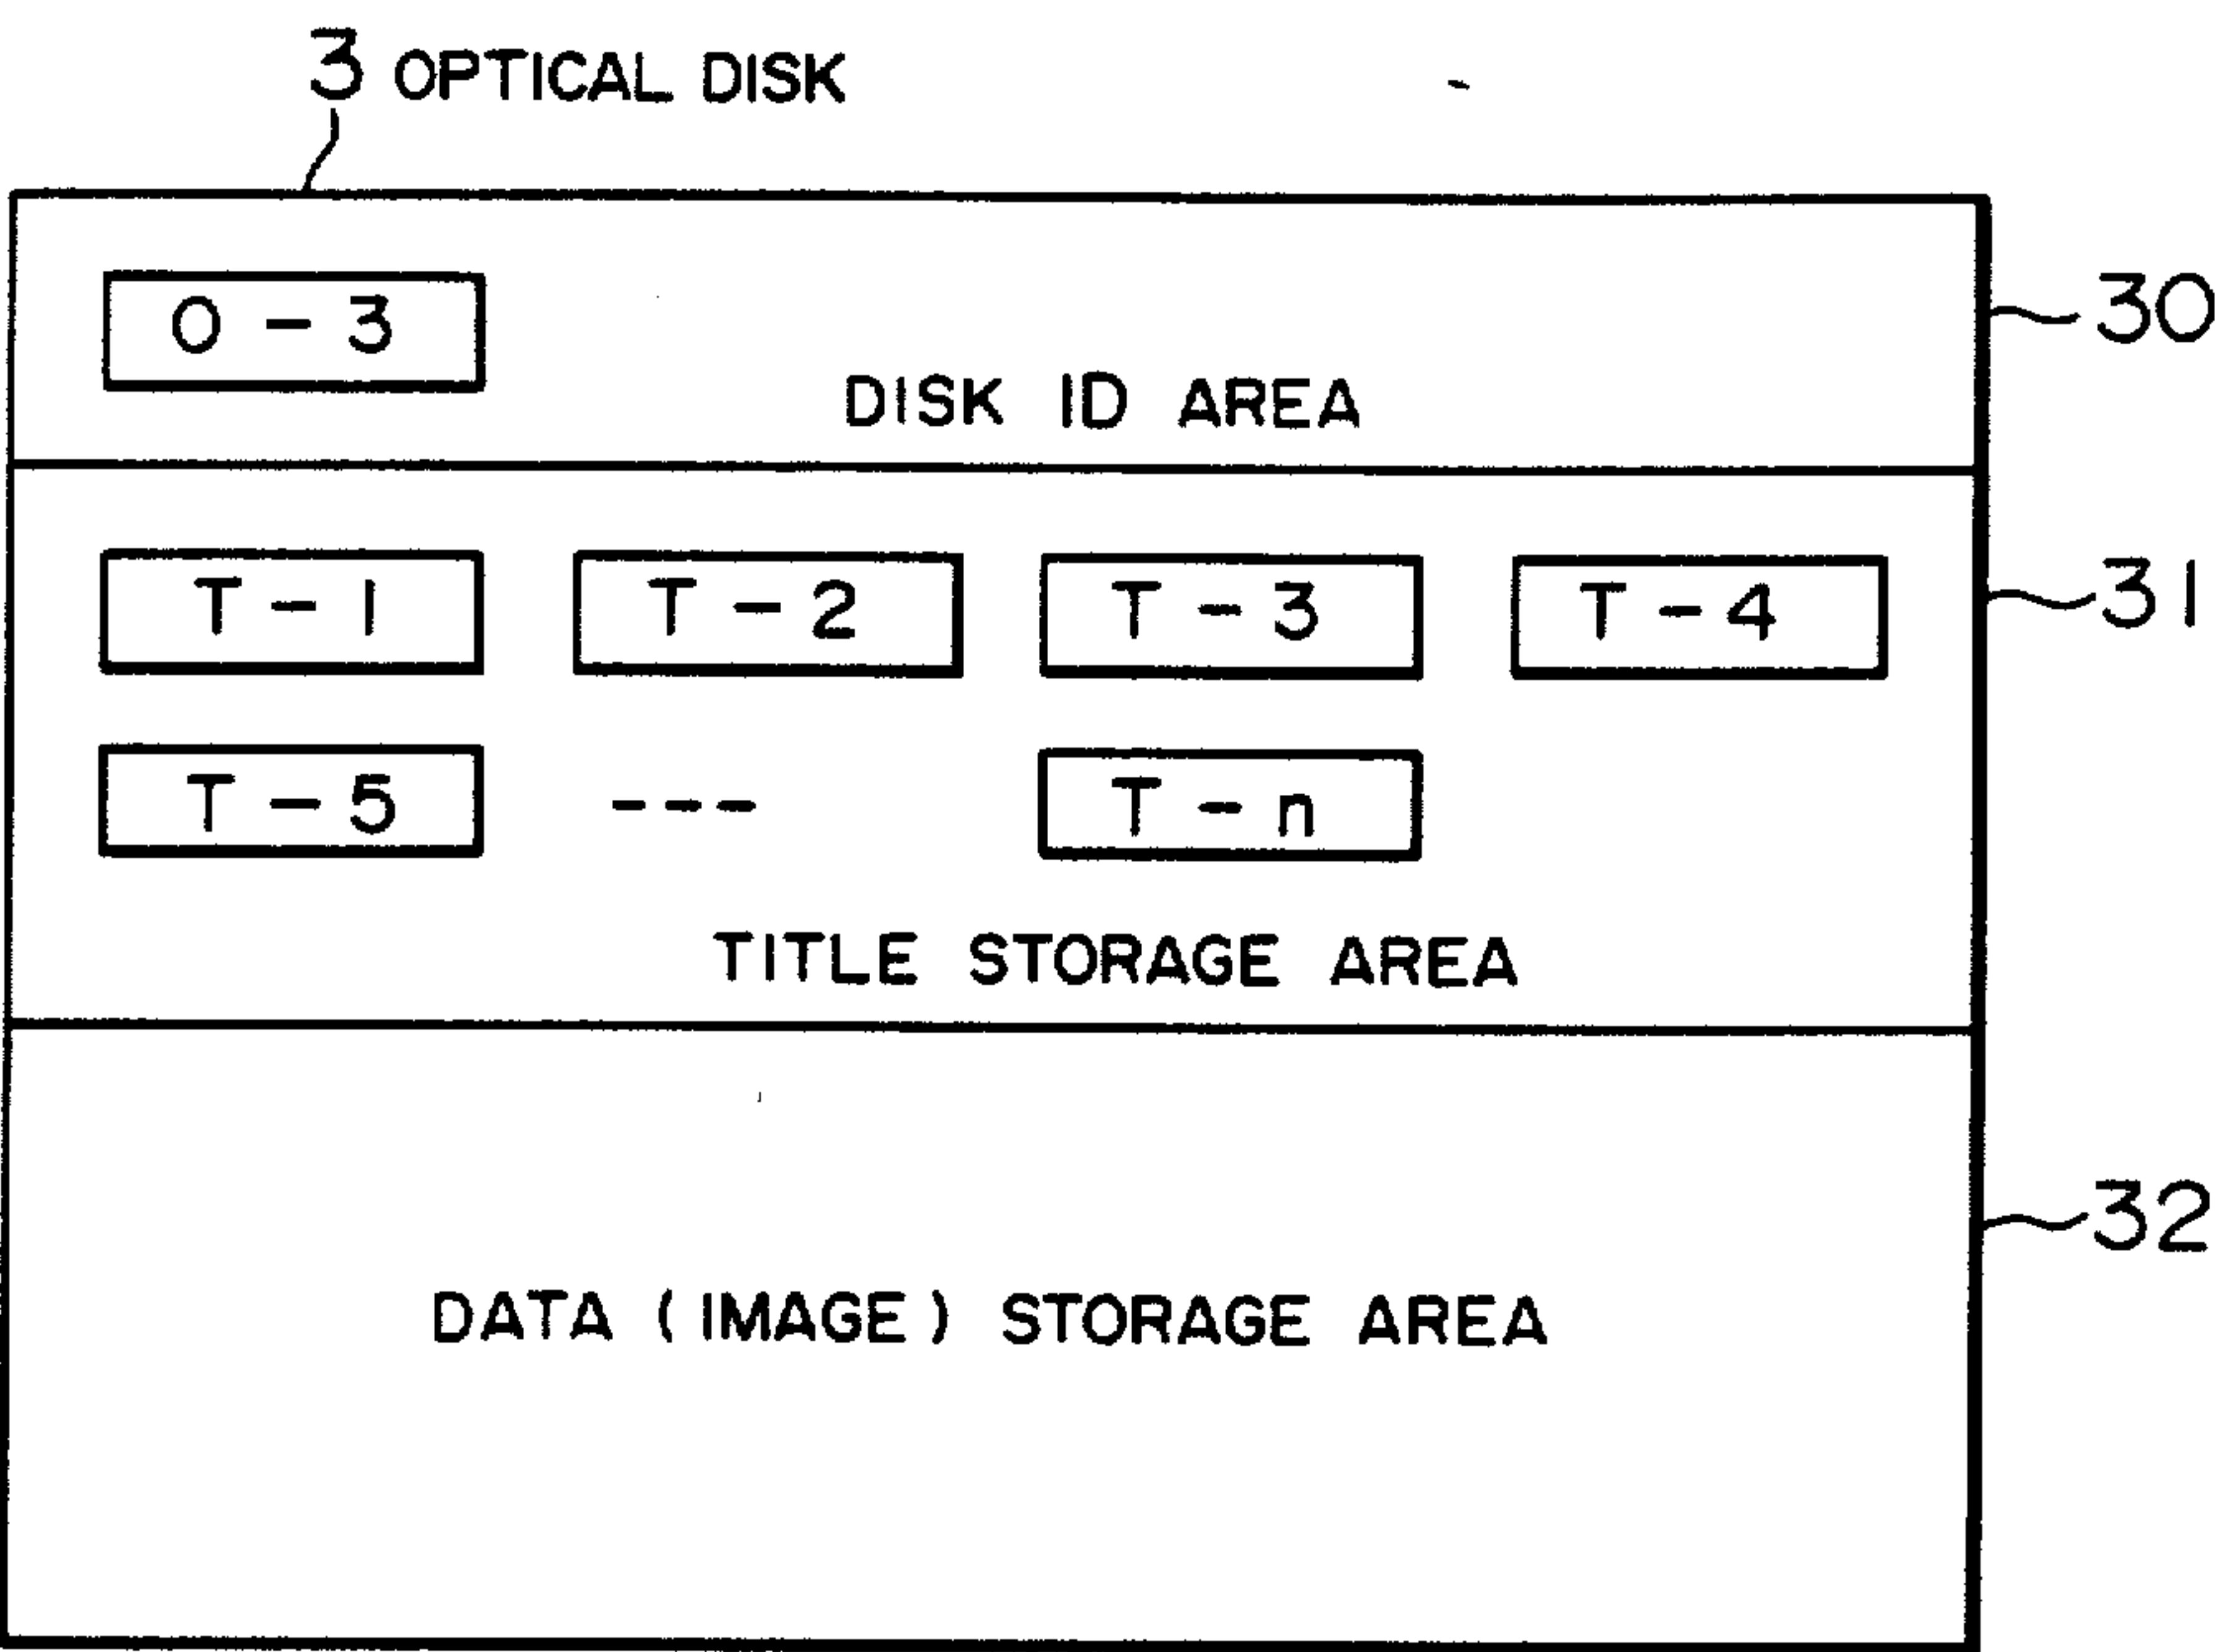 3 OPTICAL DISK
O - 3
30
DISK ID AREA
T - 1 T - 2 T - 3 T - 4
31
T - 5 --- T - n
TITLE STORAGE AREA
32
DATA (IMAGE) STORAGE AREA